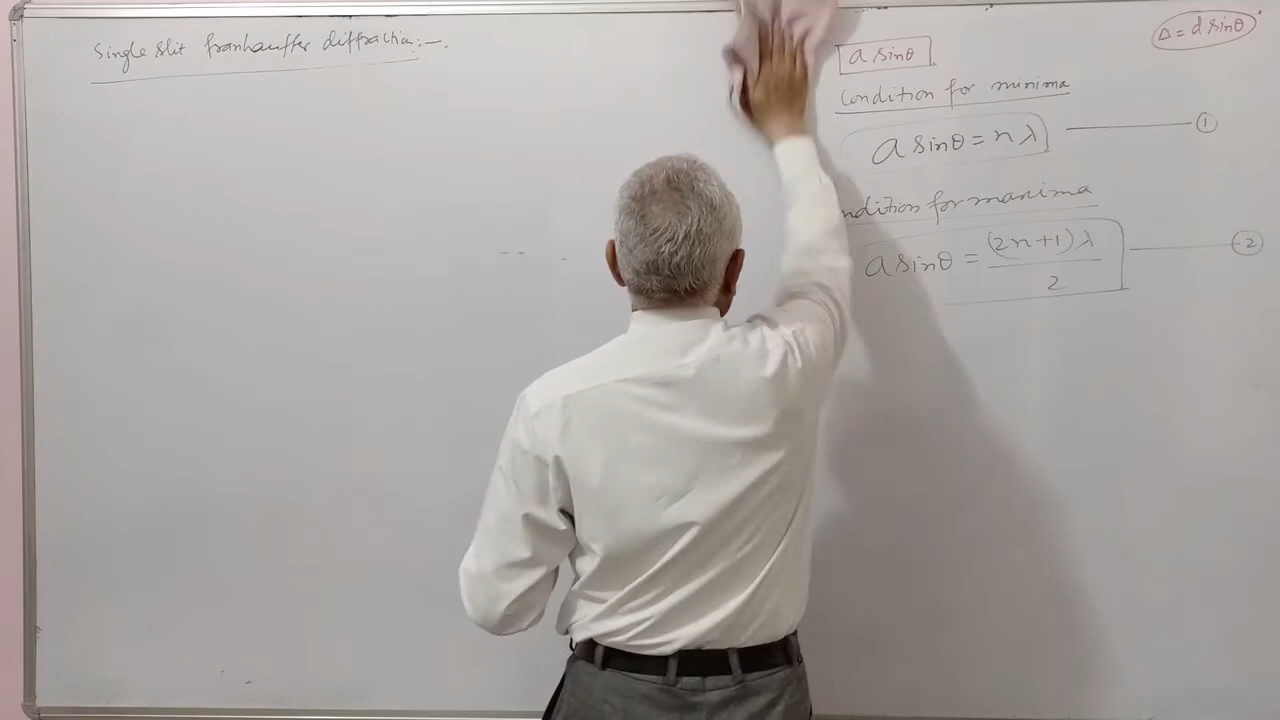 Single slit franhauffer diffraction:-.
a sinθ
Δ = d sinθ
Condition for minima
a sinθ = nλ ①
ndition for maxima
a sinθ = (2n+1)λ / 2 ②